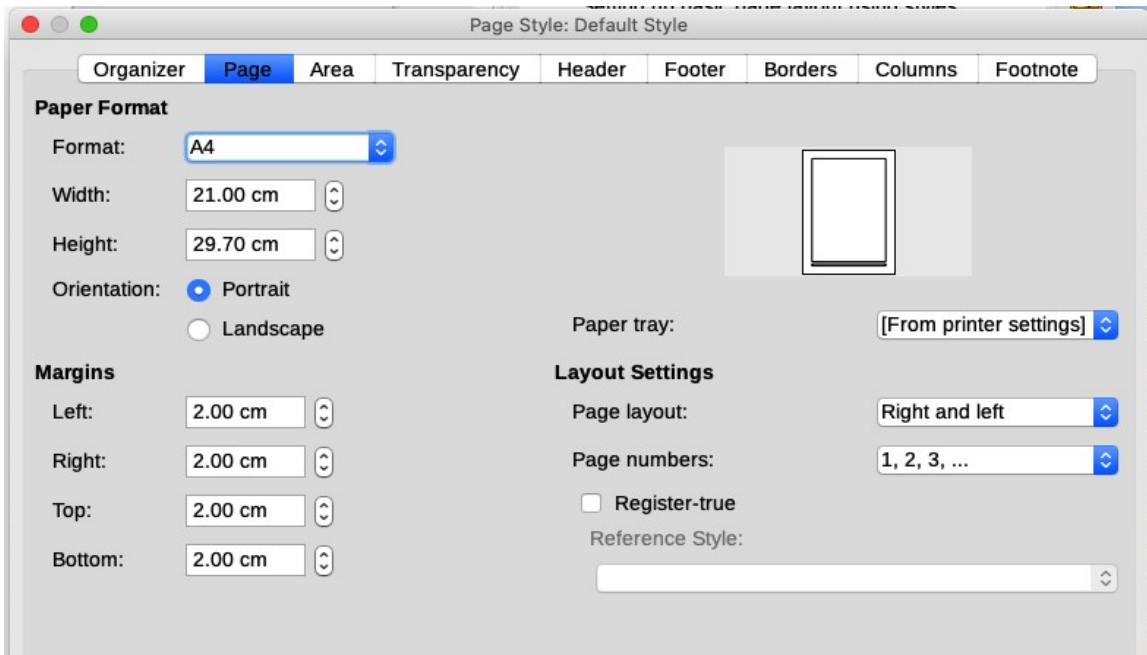 Page Style: Default Style
Organizer Page Area Transparency Header Footer Borders Columns Footnote
Paper Format
Format: A4
Width: 21.00 cm
Height: 29.70 cm
Orientation: Portrait
Landscape
Paper tray: [From printer settings]
Margins
Left: 2.00 cm
Right: 2.00 cm
Top: 2.00 cm
Bottom: 2.00 cm
Layout Settings
Page layout: Right and left
Page numbers: 1, 2, 3, ...
Register-true
Reference Style: